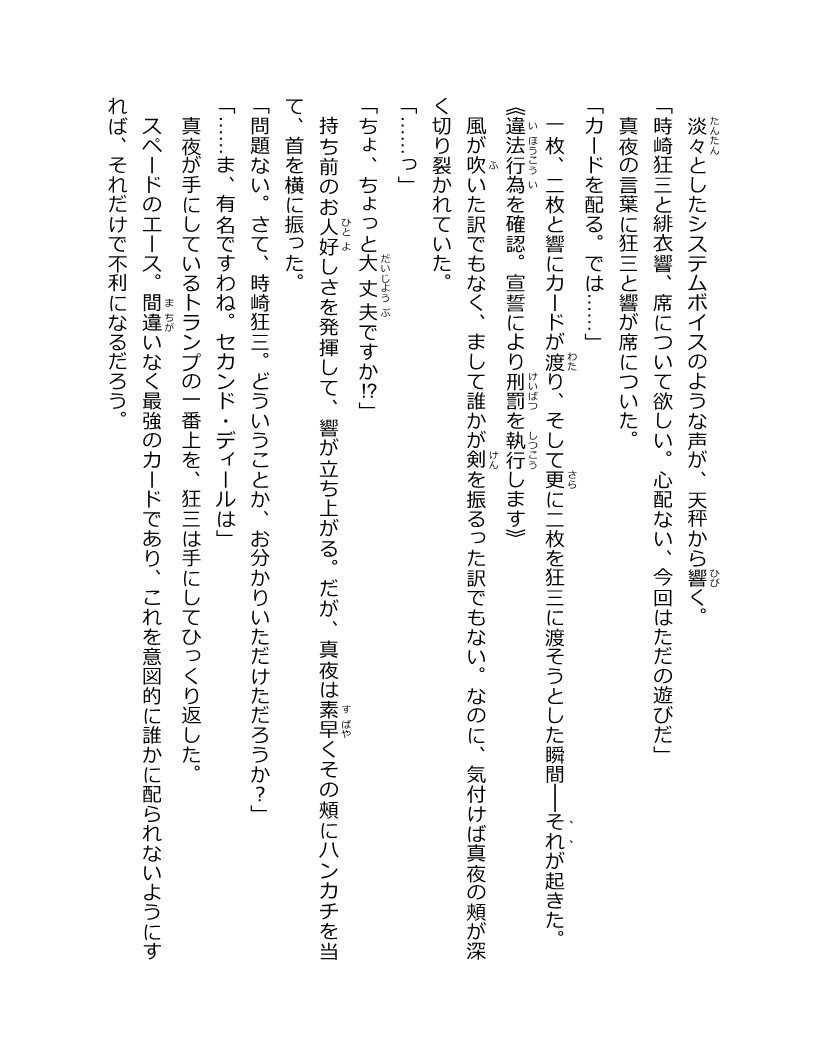 淡々としたシステムボイスのような声が、天秤から響く。
「時崎狂三と緋衣響、席について欲しい。心配ない、今回はただの遊びだ」
真夜の言葉に狂三と響が席についた。
「カードを配る。では……」
一枚、二枚と響にカードが渡り、そして更に二枚を狂三に渡そうとした瞬間──それが起きた。
《違法行為を確認。宣誓により刑罰を執行します》
風が吹いた訳でもなく、まして誰かが剣を振るった訳でもない。なのに、気付けば真夜の頰が深
く切り裂かれていた。
「……っ」
「ちょ、ちょっと大丈夫ですか!?」
持ち前のお人好しさを発揮して、響が立ち上がる。だが、真夜は素早くその頰にハンカチを当
て、首を横に振った。
「問題ない。さて、時崎狂三。どういうことか、お分かりいただけただろうか？」
「……ま、有名ですわね。セカンド・ディールは」
真夜が手にしているトランプの一番上を、狂三は手にしてひっくり返した。
スペードのエース。間違いなく最強のカードであり、これを意図的に誰かに配られないようにす
れば、それだけで不利になるだろう。